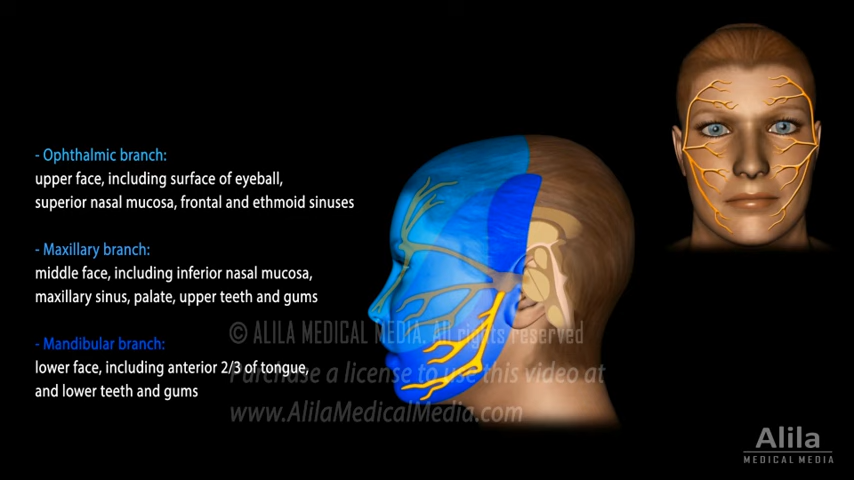 - Ophthalmic branch:
upper face, including surface of eyeball,
superior nasal mucosa, frontal and ethmoid sinuses
- Maxillary branch:
middle face, including inferior nasal mucosa,
maxillary sinus, palate, upper teeth and gums
- Mandibular branch:
lower face, including anterior 2/3 of tongue,
and lower teeth and gums
© ALILA MEDICAL MEDIA. All rights reserved
Purchase a license to use this video at
www.AlilaMedicalMedia.com
Alila
MEDICAL MEDIA